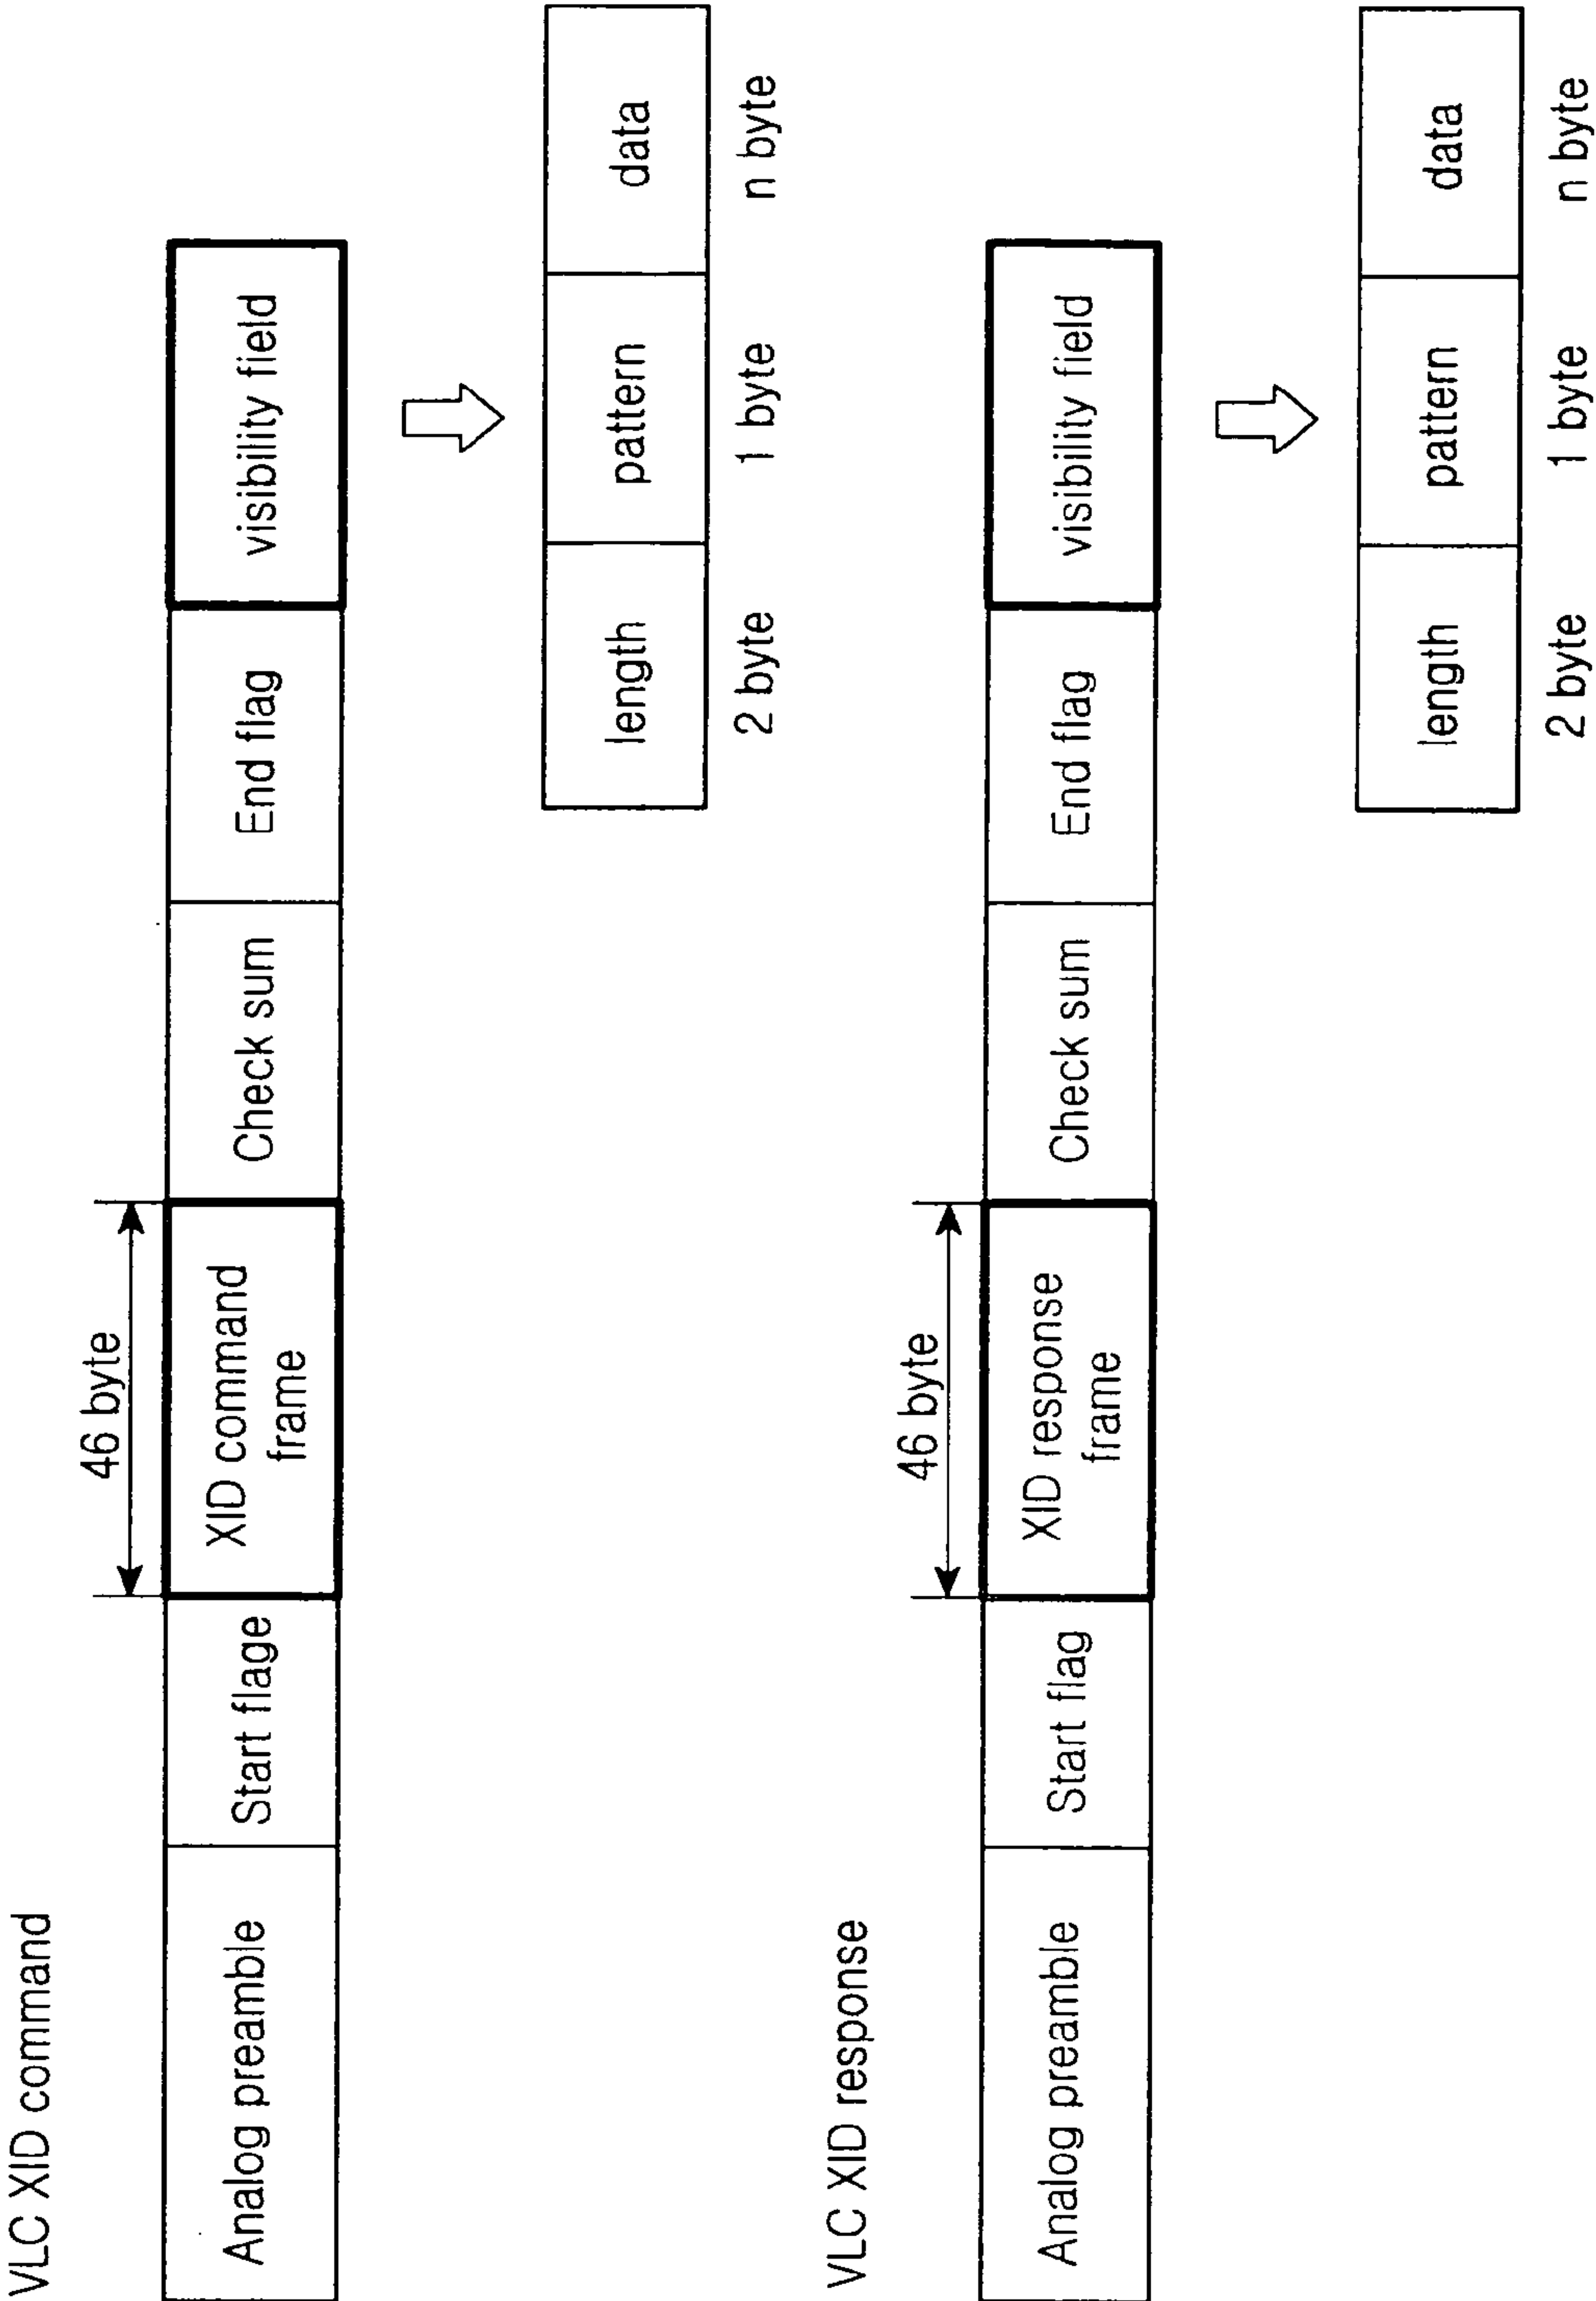 VLC XID command
46 byte
Analog preamble
Start flage
XID command
frame
Check sum
End flag
visibility field
length
pattern
data
2 byte
1 byte
n byte
VLC XID response
46 byte
Analog preamble
Start flag
XID response
frame
Check sum
End flag
visibility field
length
pattern
data
2 byte
1 byte
n byte